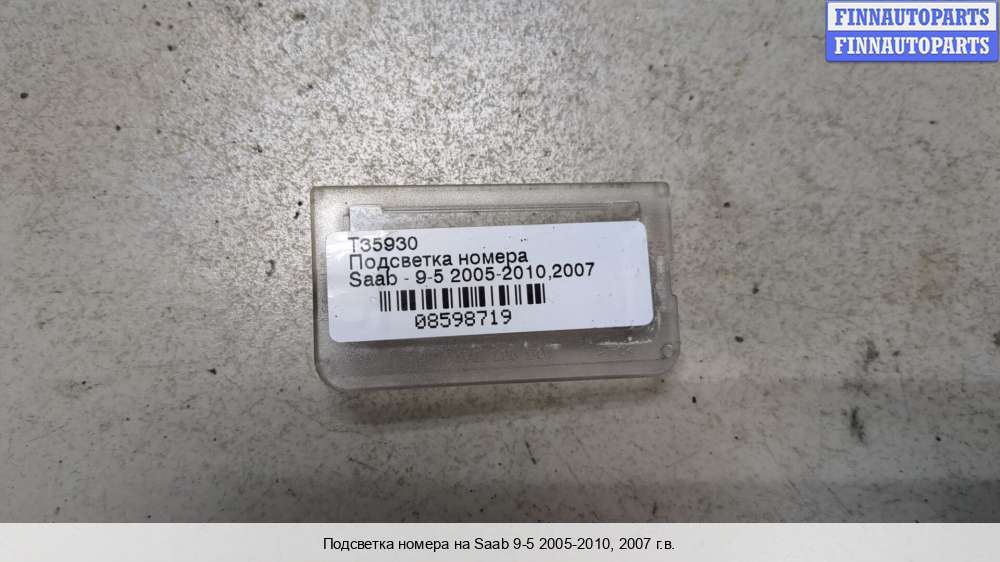 FINNAUTOPARTS
FINNAUTOPARTS
T35930
Подсветка номера
Saab - 9-5 2005-2010,2007
08598719
Подсветка номера на Saab 9-5 2005-2010, 2007 г.в.